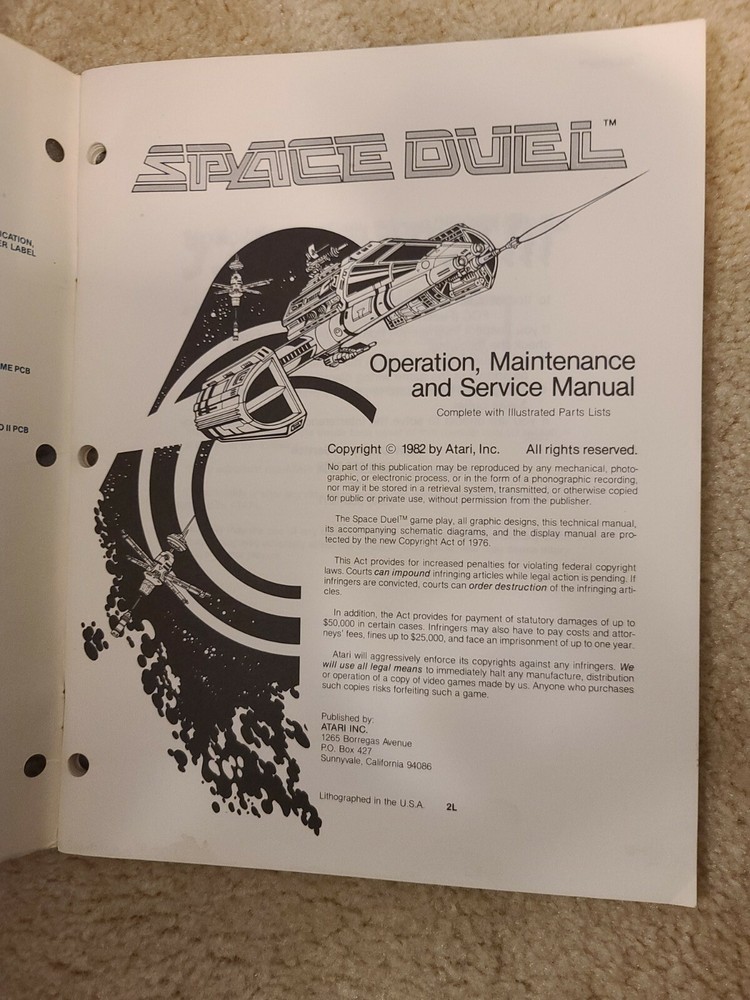 ICATION,
ER LABEL
ME PCB
O II PCB
SPACE DUEL™
Operation, Maintenance
and Service Manual
Complete with Illustrated Parts Lists
Copyright © 1982 by Atari, Inc. All rights reserved.
No part of this publication may be reproduced by any mechanical, photo-
graphic, or electronic process, or in the form of a phonographic recording,
nor may it be stored in a retrieval system, transmitted, or otherwise copied
for public or private use, without permission from the publisher.
The Space Duel™ game play, all graphic designs, this technical manual,
its accompanying schematic diagrams, and the display manual are pro-
tected by the new Copyright Act of 1976.
This Act provides for increased penalties for violating federal copyright
laws. Courts can impound infringing articles while legal action is pending. If
infringers are convicted, courts can order destruction of the infringing arti-
cles.
In addition, the Act provides for payment of statutory damages of up to
$50,000 in certain cases. Infringers may also have to pay costs and attor-
neys' fees, fines up to $25,000, and face an imprisonment of up to one year.
Atari will aggressively enforce its copyrights against any infringers. We
will use all legal means to immediately halt any manufacture, distribution
or operation of a copy of video games made by us. Anyone who purchases
such copies risks forfeiting such a game.
Published by:
ATARI INC.
1265 Borregas Avenue
P.O. Box 427
Sunnyvale, California 94086
Lithographed in the U.S.A. 2L